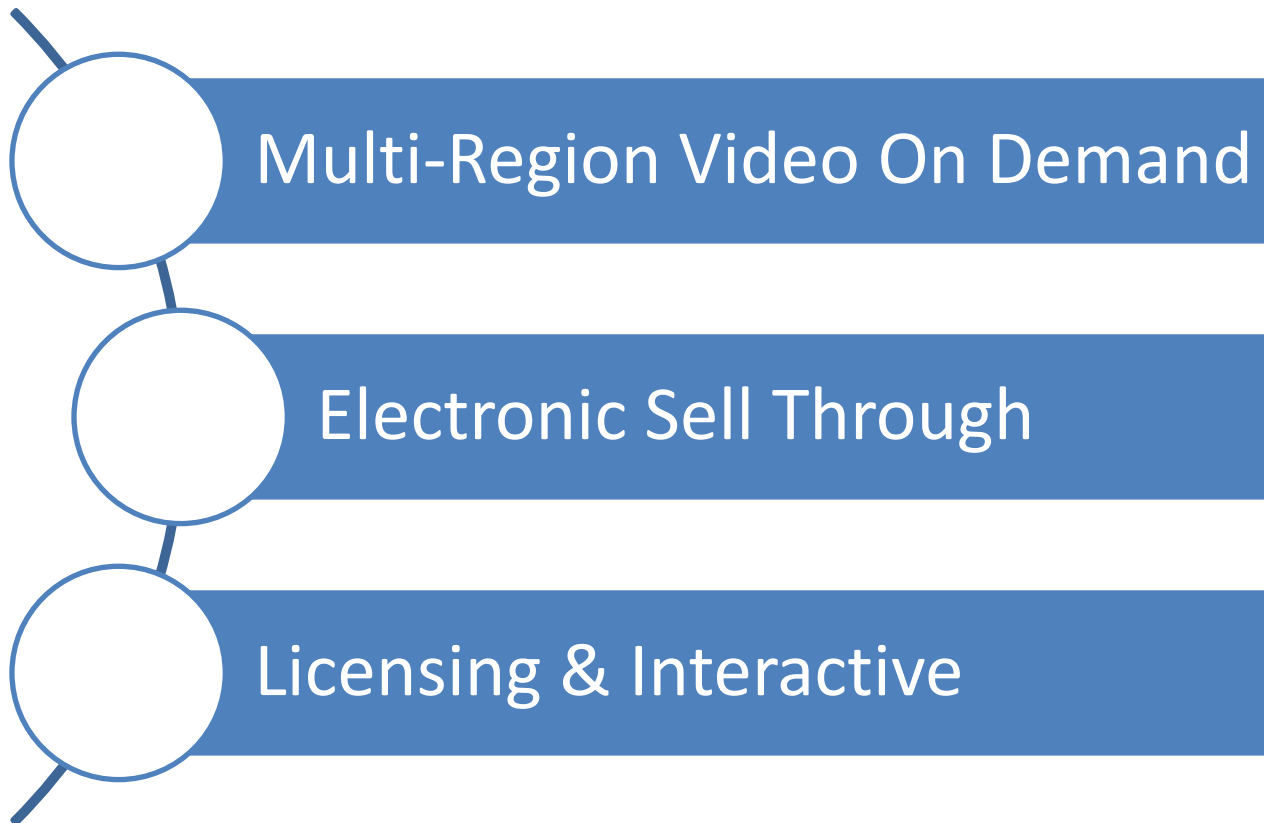 Multi-Region Video On Demand
Electronic Sell Through
Licensing & Interactive